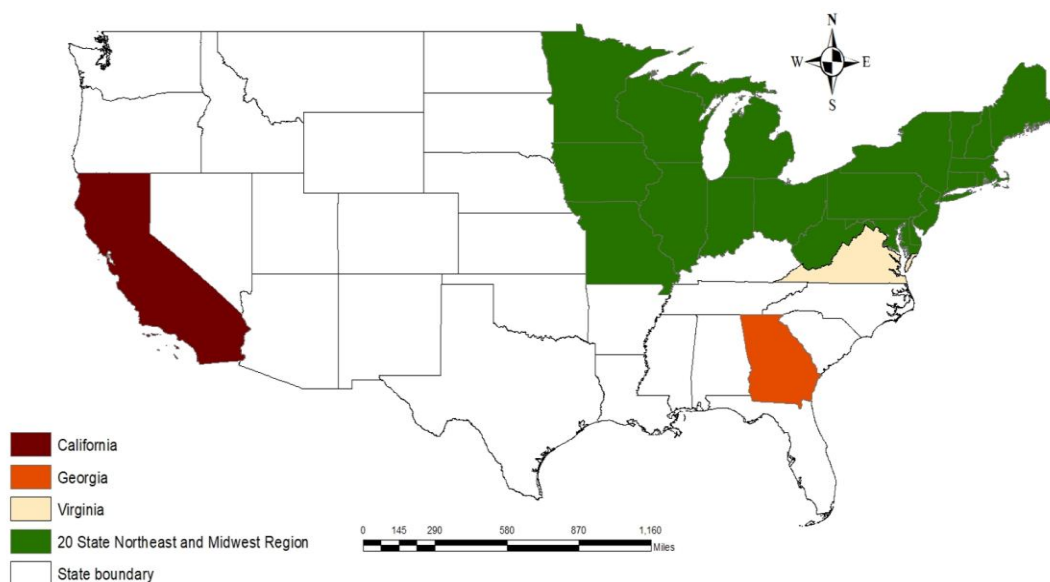 N
W E
S
California
Georgia
Virginia
20 State Northeast and Midwest Region
State boundary
0 145 290 580 870 1,160
Miles